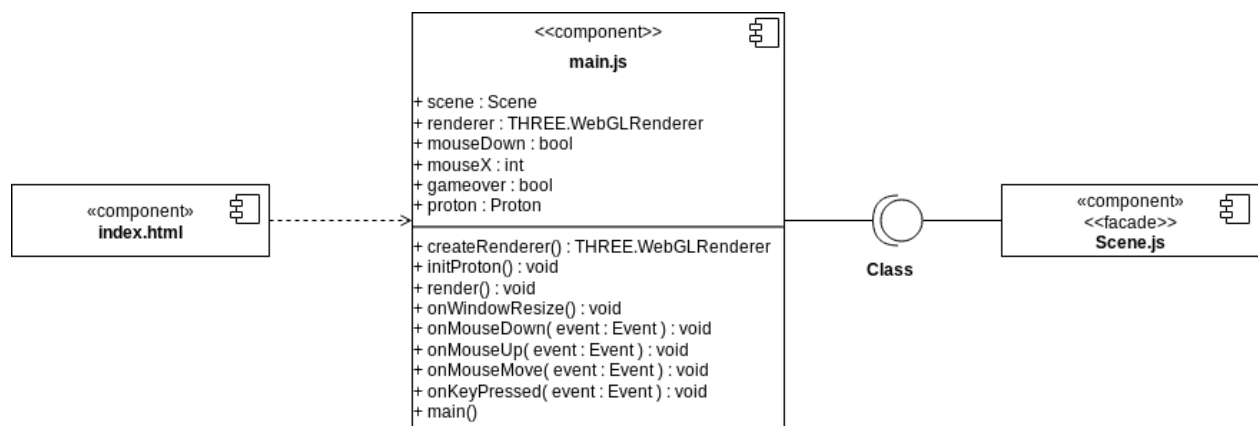 <<component>>
main.js
+ scene : Scene
+ renderer : THREE.WebGLRenderer
+ mouseDown : bool
+ mouseX : int
+ gameover : bool
+ proton : Proton
«component»
index.html
+ createRenderer() : THREE.WebGLRenderer
+ initProton() : void
+ render() : void
+ onWindowResize() : void
+ onMouseDown( event : Event ) : void
+ onMouseUp( event : Event ) : void
+ onMouseMove( event : Event ) : void
+ onKeyPressed( event : Event ) : void
+ main()
Class
«component»
<<facade>>
Scene.js